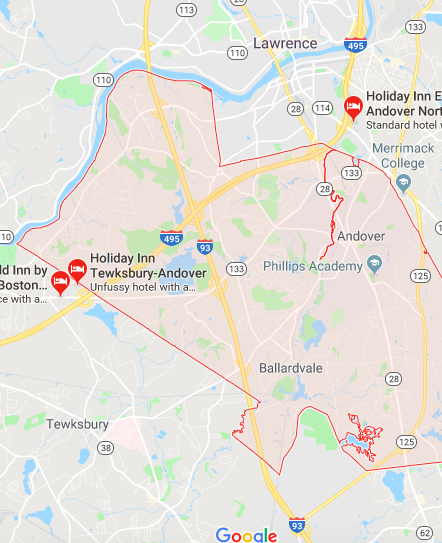 Lawrence
495
110
110
113
28
114
Holiday Inn E
Andover Nort
Standard hotel w
133
Merrimack
College
133
28
110
495
93
Andover
Holiday Inn
Tewksbury-Andover
Unfussy hotel with a...
133
Phillips Academy
ld Inn by
Boston...
ce with a...
Ballardvale
28
125
Tewksbury
38
125
Google
93
62